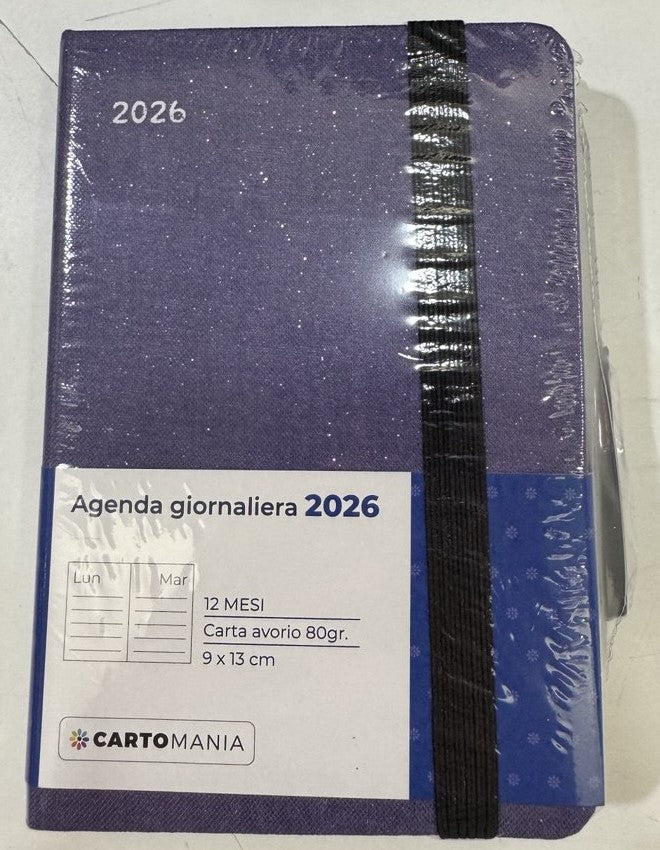 2026
Agenda giornaliera 2026
Lun Mar
12 MESI
Carta avorio 80gr.
9 x 13 cm
CARTOMANIA